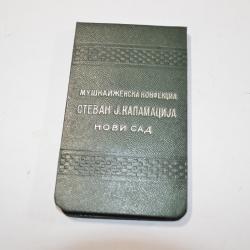 МУШКА И ЖЕНСКА КОНФЕКЦИЈА
СТЕВАН Ј. КАПАМАЏИЈА
НОВИ САД